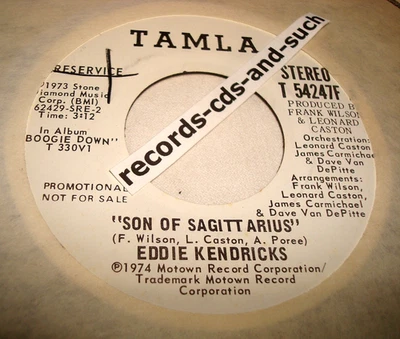 TAMLA
RESERVICE
℗1973 Stone
iamond Music
Corp. (BMI)
62429-SRE-2
Time: 3:12
In Album
BOOGIE DOWN"
T 330V1
PROMOTIONAL
NOT FOR SALE
records-cds-and-such
STEREO
T 54247F
PRODUCED B
FRANK WILSON
& LEONARD
CASTON
Orchestration:
Leonard Caston
James Carmichael
& Dave Van
DePitte
Arrangements:
Frank Wilson,
Leonard Caston,
James Carmichael
& Dave Van DePitte
"SON OF SAGITTARIUS"
(F. Wilson, L. Caston, A. Poree)
EDDIE KENDRICKS
℗1974 Motown Record Corporation/
Trademark Motown Record
Corporation